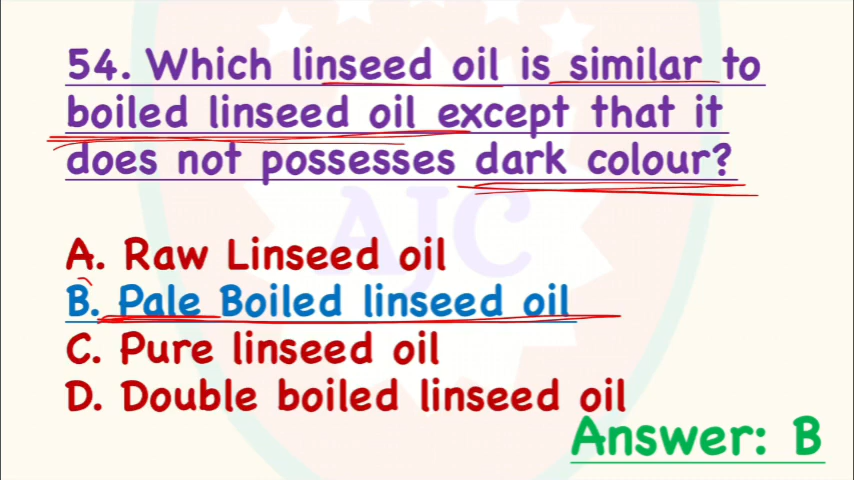 54. Which linseed oil is similar to
boiled linseed oil except that it
does not possesses dark colour?
AJC
A. Raw Linseed oil
B. Pale Boiled linseed oil
C. Pure linseed oil
D. Double boiled linseed oil
Answer: B